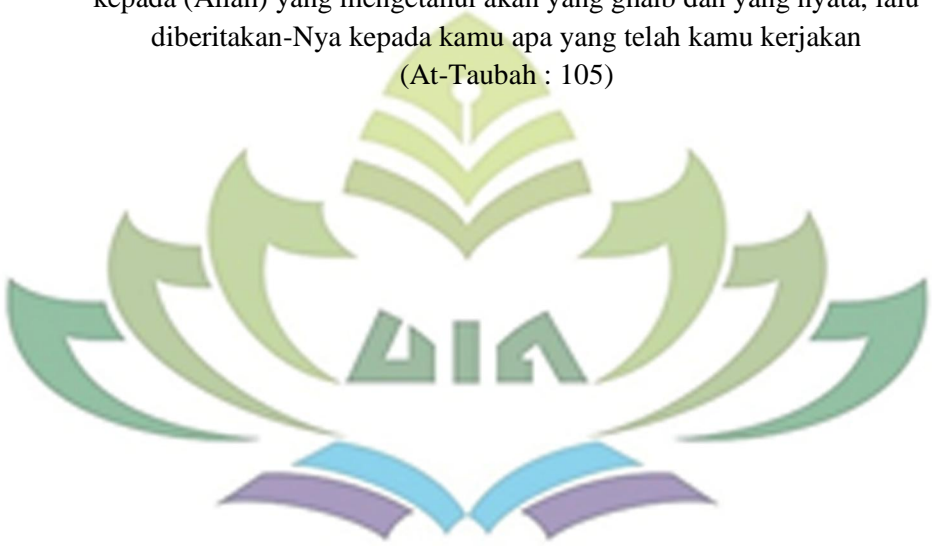 kepada (Allah) yang mengetahui akan yang ghaib dan yang nyata, lalu
diberitakan-Nya kepada kamu apa yang telah kamu kerjakan
(At-Taubah : 105)
UIN